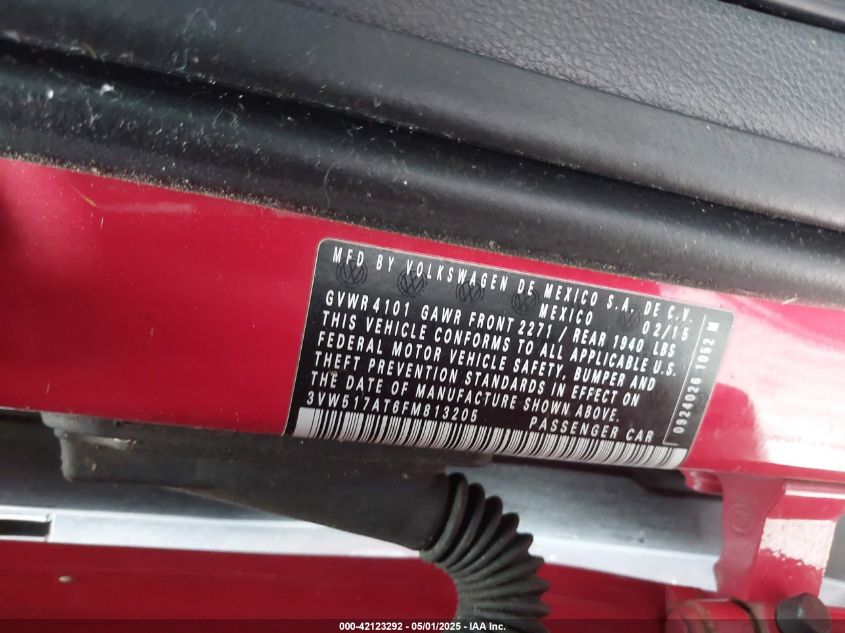 MFD BY VOLKSWAGEN DE MEXICO S.A. DE C.V.
MEXICO 02/15
GVWR 4101 GAWR FRONT 2271 / REAR 1940 LBS
THIS VEHICLE CONFORMS TO ALL APPLICABLE U.S.
FEDERAL MOTOR VEHICLE SAFETY, BUMPER AND
THEFT PREVENTION STANDARDS IN EFFECT ON
THE DATE OF MANUFACTURE SHOWN ABOVE.
3VW517AT6FM813205 PASSENGER CAR
0924026 1052 M
000-42123292 - 05/01/2025 - IAA Inc.